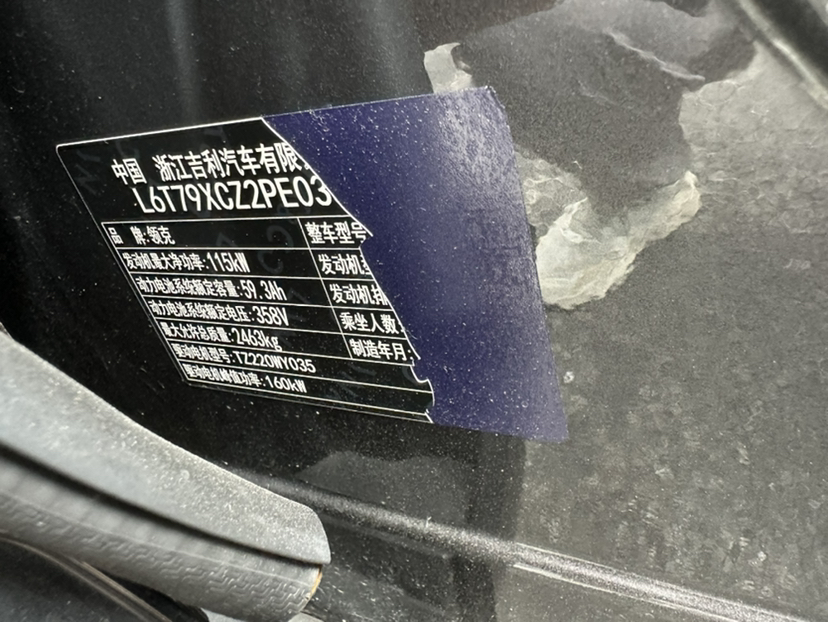 中国 浙江吉利汽车有限
L6T79XCZ2PE03
品 牌:领克 整车型号
发动机最大净功率:115kW 发动机
动力电池系统额定容量:59.3Ah 发动机排
动力电池系统额定电压:358V 乘坐人数
最大允许总质量:2463kg 制造年月
驱动电机型号:TZ220WY035
驱动电机峰值功率:160kW